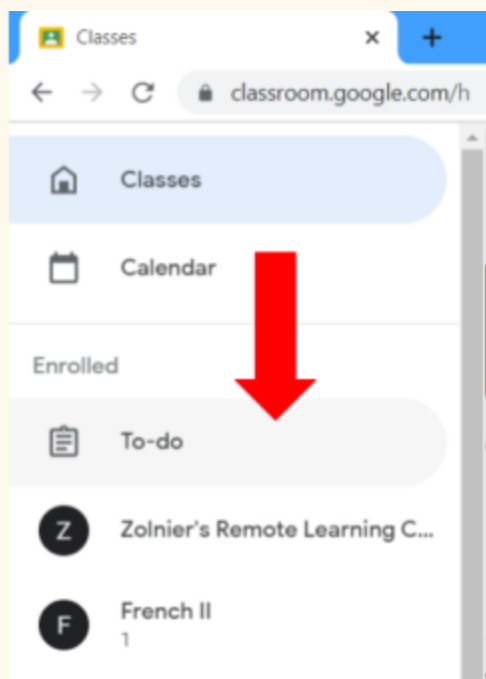 Classes
classroom.google.com/h
Classes
Calendar
Enrolled
To-do
Z
Zolnier's Remote Learning C...
F
French II
1